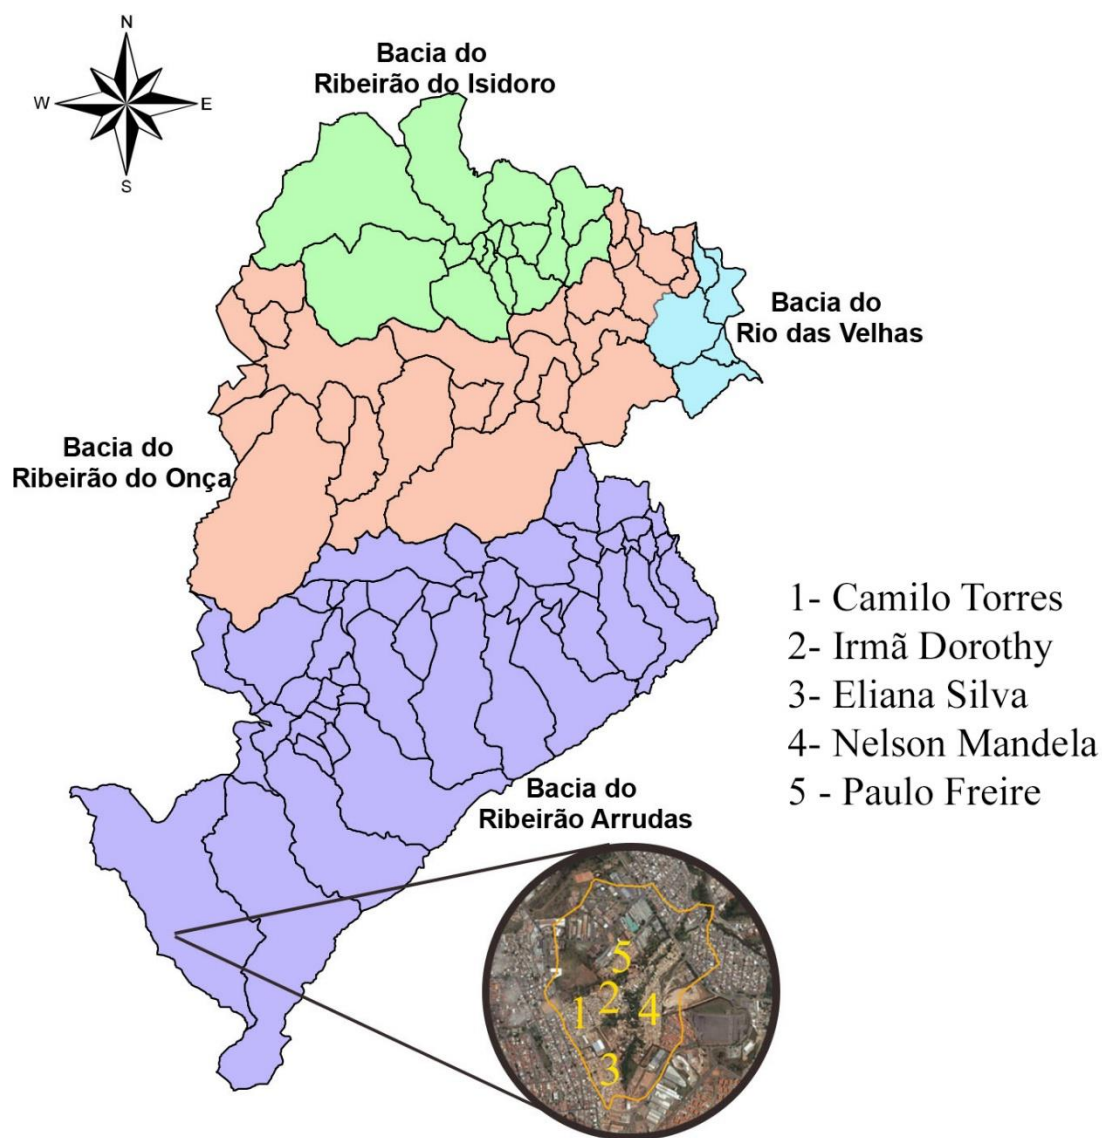 N
W
E
S
Bacia do
Ribeirão do Isidoro
Bacia do
Rio das Velhas
Bacia do
Ribeirão do Onça
1- Camilo Torres
2- Irmã Dorothy
3- Eliana Silva
4- Nelson Mandela
5 - Paulo Freire
Bacia do
Ribeirão Arrudas
5
2
1
4
3